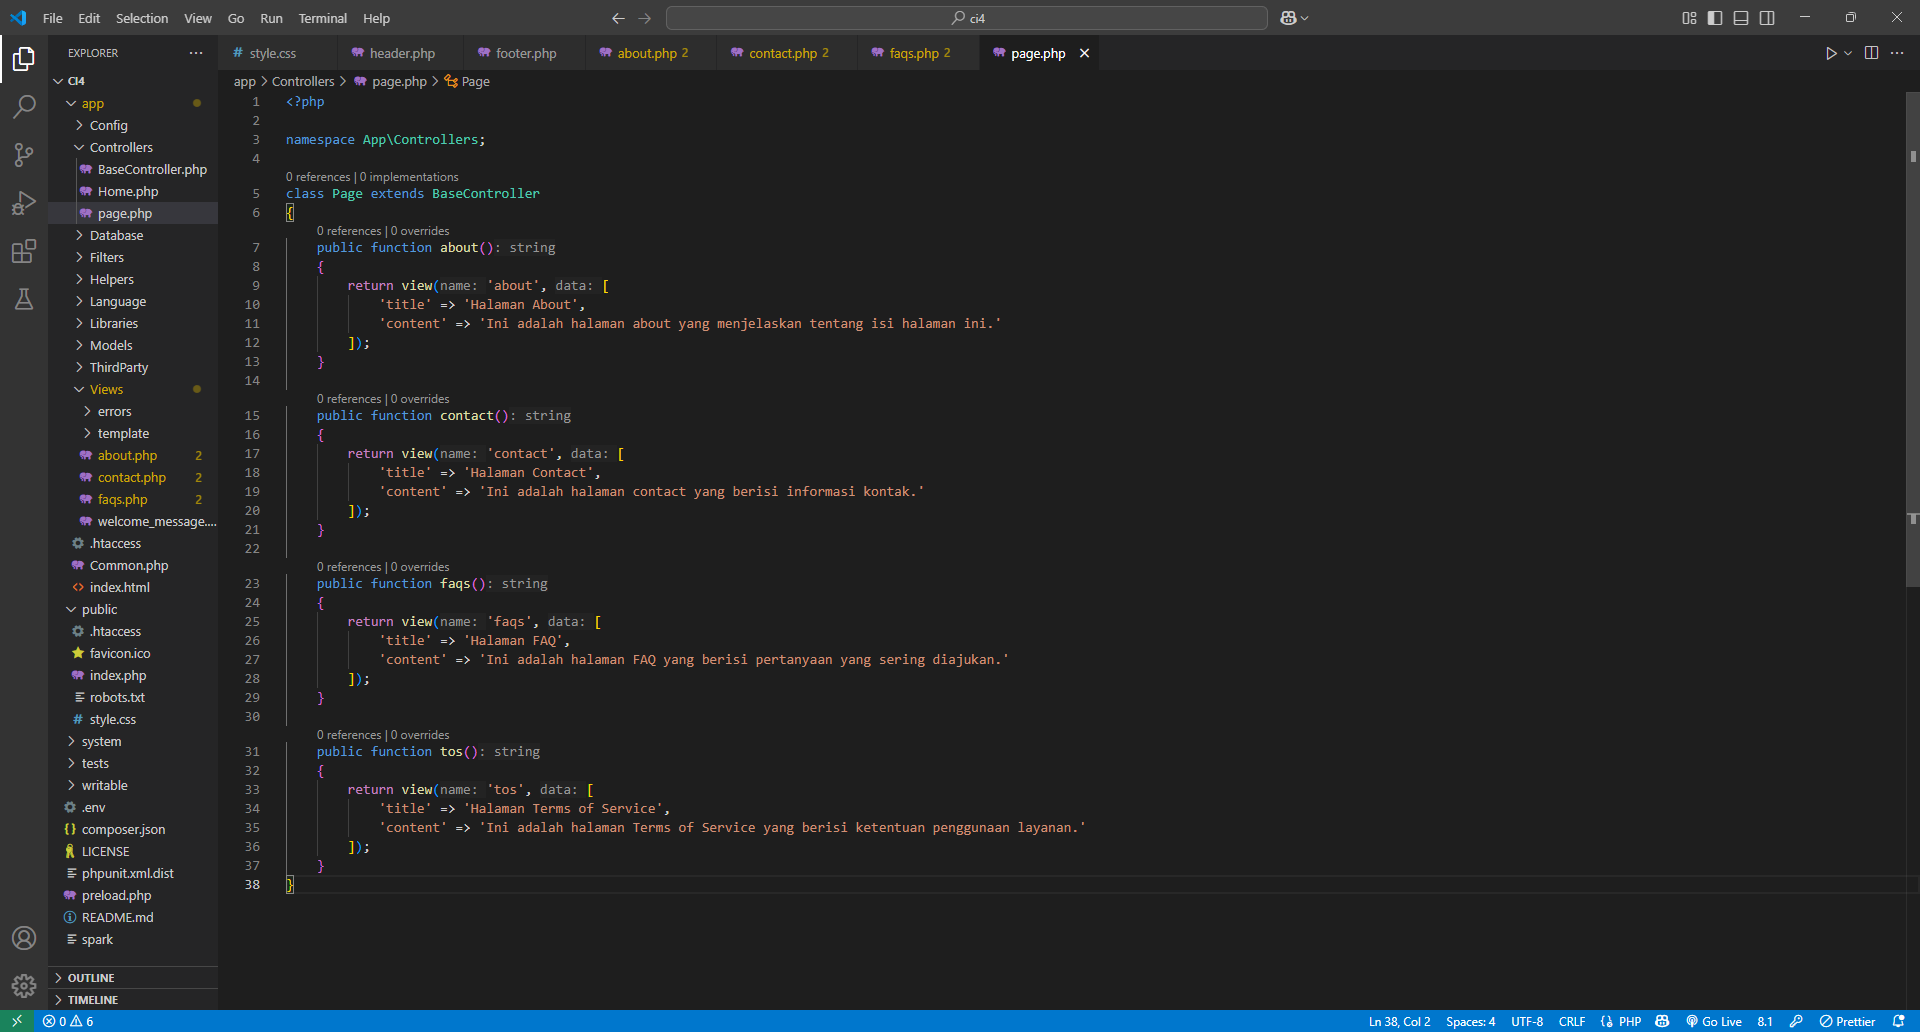 File Edit Selection View Go Run Terminal Help
ci4
EXPLORER
CI4
app
Config
Controllers
BaseController.php
Home.php
page.php
Database
Filters
Helpers
Language
Libraries
Models
ThirdParty
Views
errors
template
about.php 2
contact.php 2
faqs.php 2
welcome_message....
.htaccess
Common.php
index.html
public
.htaccess
favicon.ico
index.php
robots.txt
style.css
system
tests
writable
.env
composer.json
LICENSE
phpunit.xml.dist
preload.php
README.md
spark
OUTLINE
TIMELINE
style.css header.php footer.php about.php 2 contact.php 2 faqs.php 2 page.php
app > Controllers > page.php > Page
1 <?php
2
3 namespace App\Controllers;
4
0 references | 0 implementations
5 class Page extends BaseController
6 {
0 references | 0 overrides
7 public function about(): string
8 {
9 return view(name: 'about', data: [
10 'title' => 'Halaman About',
11 'content' => 'Ini adalah halaman about yang menjelaskan tentang isi halaman ini.'
12 ]);
13 }
14
0 references | 0 overrides
15 public function contact(): string
16 {
17 return view(name: 'contact', data: [
18 'title' => 'Halaman Contact',
19 'content' => 'Ini adalah halaman contact yang berisi informasi kontak.'
20 ]);
21 }
22
0 references | 0 overrides
23 public function faqs(): string
24 {
25 return view(name: 'faqs', data: [
26 'title' => 'Halaman FAQ',
27 'content' => 'Ini adalah halaman FAQ yang berisi pertanyaan yang sering diajukan.'
28 ]);
29 }
30
0 references | 0 overrides
31 public function tos(): string
32 {
33 return view(name: 'tos', data: [
34 'title' => 'Halaman Terms of Service',
35 'content' => 'Ini adalah halaman Terms of Service yang berisi ketentuan penggunaan layanan.'
36 ]);
37 }
38 }
0 6 Ln 38, Col 2 Spaces: 4 UTF-8 CRLF {} PHP Go Live 8.1 Prettier